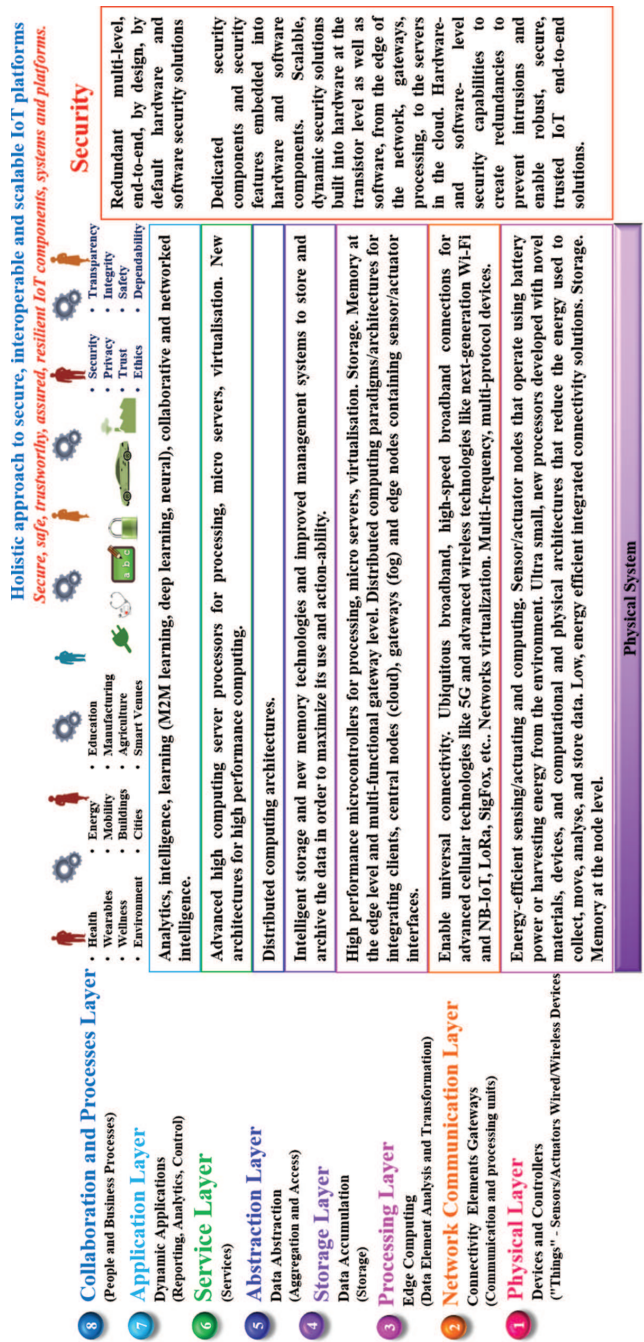 Holistic approach to secure, interoperable and scalable IoT platforms
Secure, safe, trustworthy, assured, resilient IoT components, systems and platforms.
8
Collaboration and Processes Layer
(People and Business Processes)
• Health
• Wearables
• Wellness
• Environment
• Energy
• Mobility
• Buildings
• Cities
• Education
• Manufacturing
• Agriculture
• Smart Venues
a b c
• Security
• Privacy
• Trust
• Ethics
• Transparency
• Integrity
• Safety
• Dependability
7
Application Layer
Dynamic Applications
(Reporting, Analytics, Control)
Analytics, intelligence, learning (M2M learning, deep learning, neural), collaborative and networked
intelligence.
6
Service Layer
(Services)
Advanced high computing server processors for processing, micro servers, virtualisation. New
architectures for high performance computing.
5
Abstraction Layer
Data Abstraction
(Aggregation and Access)
Distributed computing architectures.
4
Storage Layer
Data Accumulation
(Storage)
Intelligent storage and new memory technologies and improved management systems to store and
archive the data in order to maximize its use and action-ability.
3
Processing Layer
Edge Computing
(Data Element Analysis and Transformation)
High performance microcontrollers for processing, micro servers, virtualisation. Storage. Memory at
the edge level and multi-functional gateway level. Distributed computing paradigms/architectures for
integrating clients, central nodes (cloud), gateways (fog) and edge nodes containing sensor/actuator
interfaces.
2
Network Communication Layer
Connectivity Elements Gateways
(Communication and processing units)
Enable universal connectivity. Ubiquitous broadband, high-speed broadband connections for
advanced cellular technologies like 5G and advanced wireless technologies like next-generation Wi-Fi
and NB-IoT, LoRa, SigFox, etc.. Networks virtualization. Multi-frequency, multi-protocol devices.
1
Physical Layer
Devices and Controllers
("Things" - Sensors/Actuators Wired/Wireless Devices
Energy-efficient sensing/actuating and computing. Sensor/actuator nodes that operate using battery
power or harvesting energy from the environment. Ultra small, new processors developed with novel
materials, devices, and computational and physical architectures that reduce the energy used to
collect, move, analyse, and store data. Low, energy efficient integrated connectivity solutions. Storage.
Memory at the node level.
Security
Redundant multi-level,
end-to-end, by design, by
default hardware and
software security solutions
Dedicated security
components and security
features embedded into
hardware and software
components. Scalable,
dynamic security solutions
built into hardware at the
transistor level as well as
software, from the edge of
the network, gateways,
processing, to the servers
in the cloud. Hardware-
and software- level
security capabilities to
create redundancies to
prevent intrusions and
enable robust, secure,
trusted IoT end-to-end
solutions.
Physical System